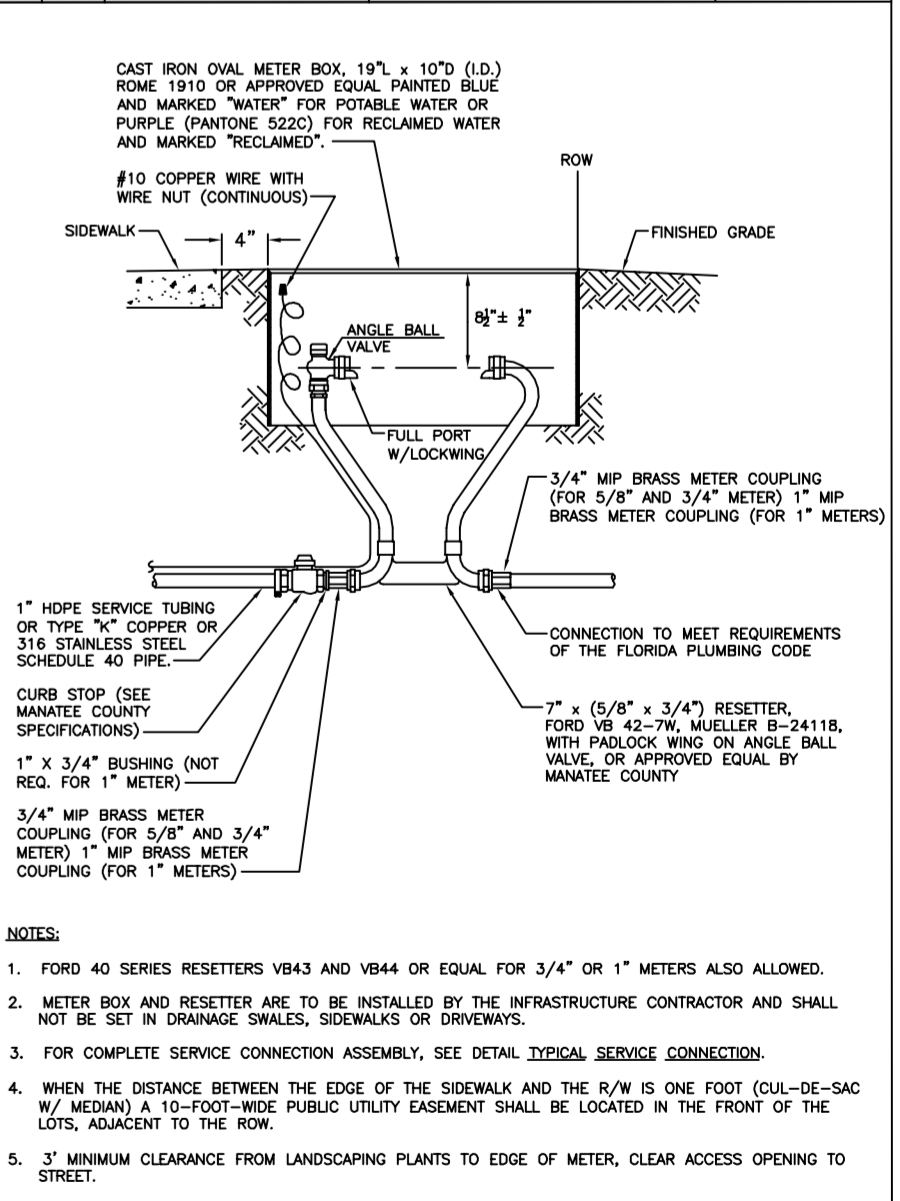 CAST IRON OVAL METER BOX, 19"L x 10"D (I.D.)
ROME 1910 OR APPROVED EQUAL PAINTED BLUE
AND MARKED "WATER" FOR POTABLE WATER OR
PURPLE (PANTONE 522C) FOR RECLAIMED WATER
AND MARKED "RECLAIMED".
ROW
#10 COPPER WIRE WITH
WIRE NUT (CONTINUOUS)
SIDEWALK
4"
FINISHED GRADE
8½"± ½"
ANGLE BALL
VALVE
FULL PORT
W/LOCKWING
3/4" MIP BRASS METER COUPLING
(FOR 5/8" AND 3/4" METER) 1" MIP
BRASS METER COUPLING (FOR 1" METERS)
1" HDPE SERVICE TUBING
OR TYPE "K" COPPER OR
316 STAINLESS STEEL
SCHEDULE 40 PIPE.
CONNECTION TO MEET REQUIREMENTS
OF THE FLORIDA PLUMBING CODE
CURB STOP (SEE
MANATEE COUNTY
SPECIFICATIONS)
7" x (5/8" x 3/4") RESETTER,
FORD VB 42-7W, MUELLER B-24118,
WITH PADLOCK WING ON ANGLE BALL
VALVE, OR APPROVED EQUAL BY
MANATEE COUNTY
1" X 3/4" BUSHING (NOT
REQ. FOR 1" METER)
3/4" MIP BRASS METER
COUPLING (FOR 5/8" AND 3/4"
METER) 1" MIP BRASS METER
COUPLING (FOR 1" METERS)
NOTES:
1. FORD 40 SERIES RESETTERS VB43 AND VB44 OR EQUAL FOR 3/4" OR 1" METERS ALSO ALLOWED.
2. METER BOX AND RESETTER ARE TO BE INSTALLED BY THE INFRASTRUCTURE CONTRACTOR AND SHALL
NOT BE SET IN DRAINAGE SWALES, SIDEWALKS OR DRIVEWAYS.
3. FOR COMPLETE SERVICE CONNECTION ASSEMBLY, SEE DETAIL TYPICAL SERVICE CONNECTION.
4. WHEN THE DISTANCE BETWEEN THE EDGE OF THE SIDEWALK AND THE R/W IS ONE FOOT (CUL-DE-SAC
W/ MEDIAN) A 10-FOOT-WIDE PUBLIC UTILITY EASEMENT SHALL BE LOCATED IN THE FRONT OF THE
LOTS, ADJACENT TO THE ROW.
5. 3' MINIMUM CLEARANCE FROM LANDSCAPING PLANTS TO EDGE OF METER, CLEAR ACCESS OPENING TO
STREET.